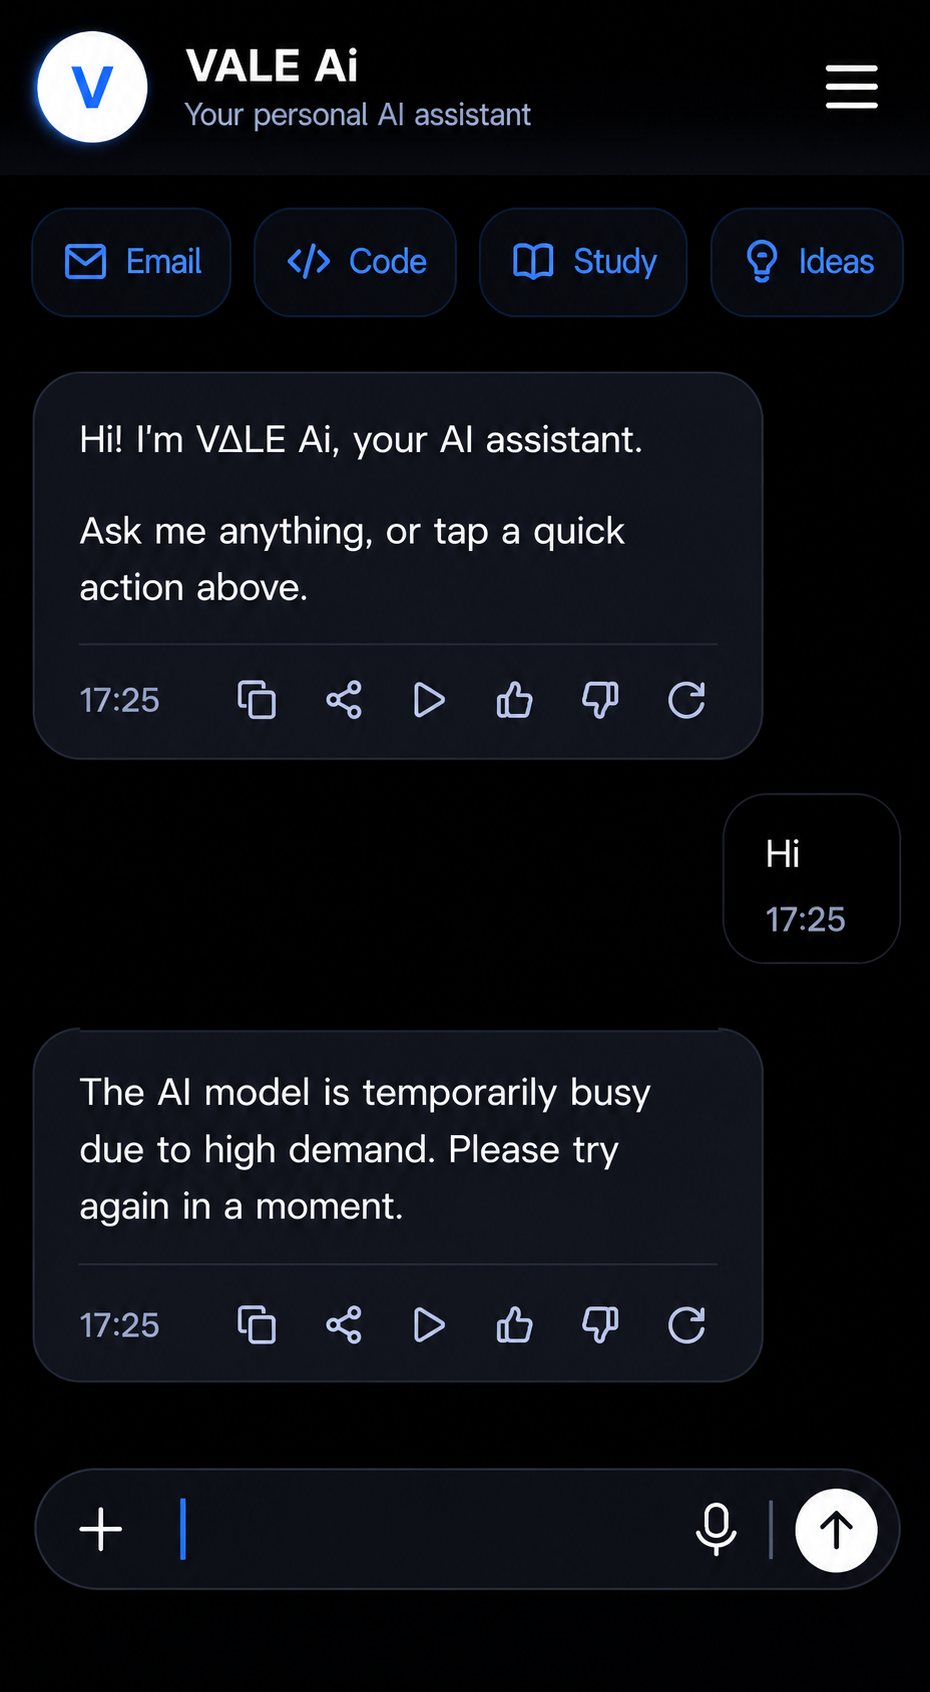 V
VALE Ai
Your personal AI assistant
Email
Code
Study
Ideas
Hi! I'm VΔLE Ai, your AI assistant.
Ask me anything, or tap a quick
action above.
17:25
Hi
17:25
The AI model is temporarily busy
due to high demand. Please try
again in a moment.
17:25